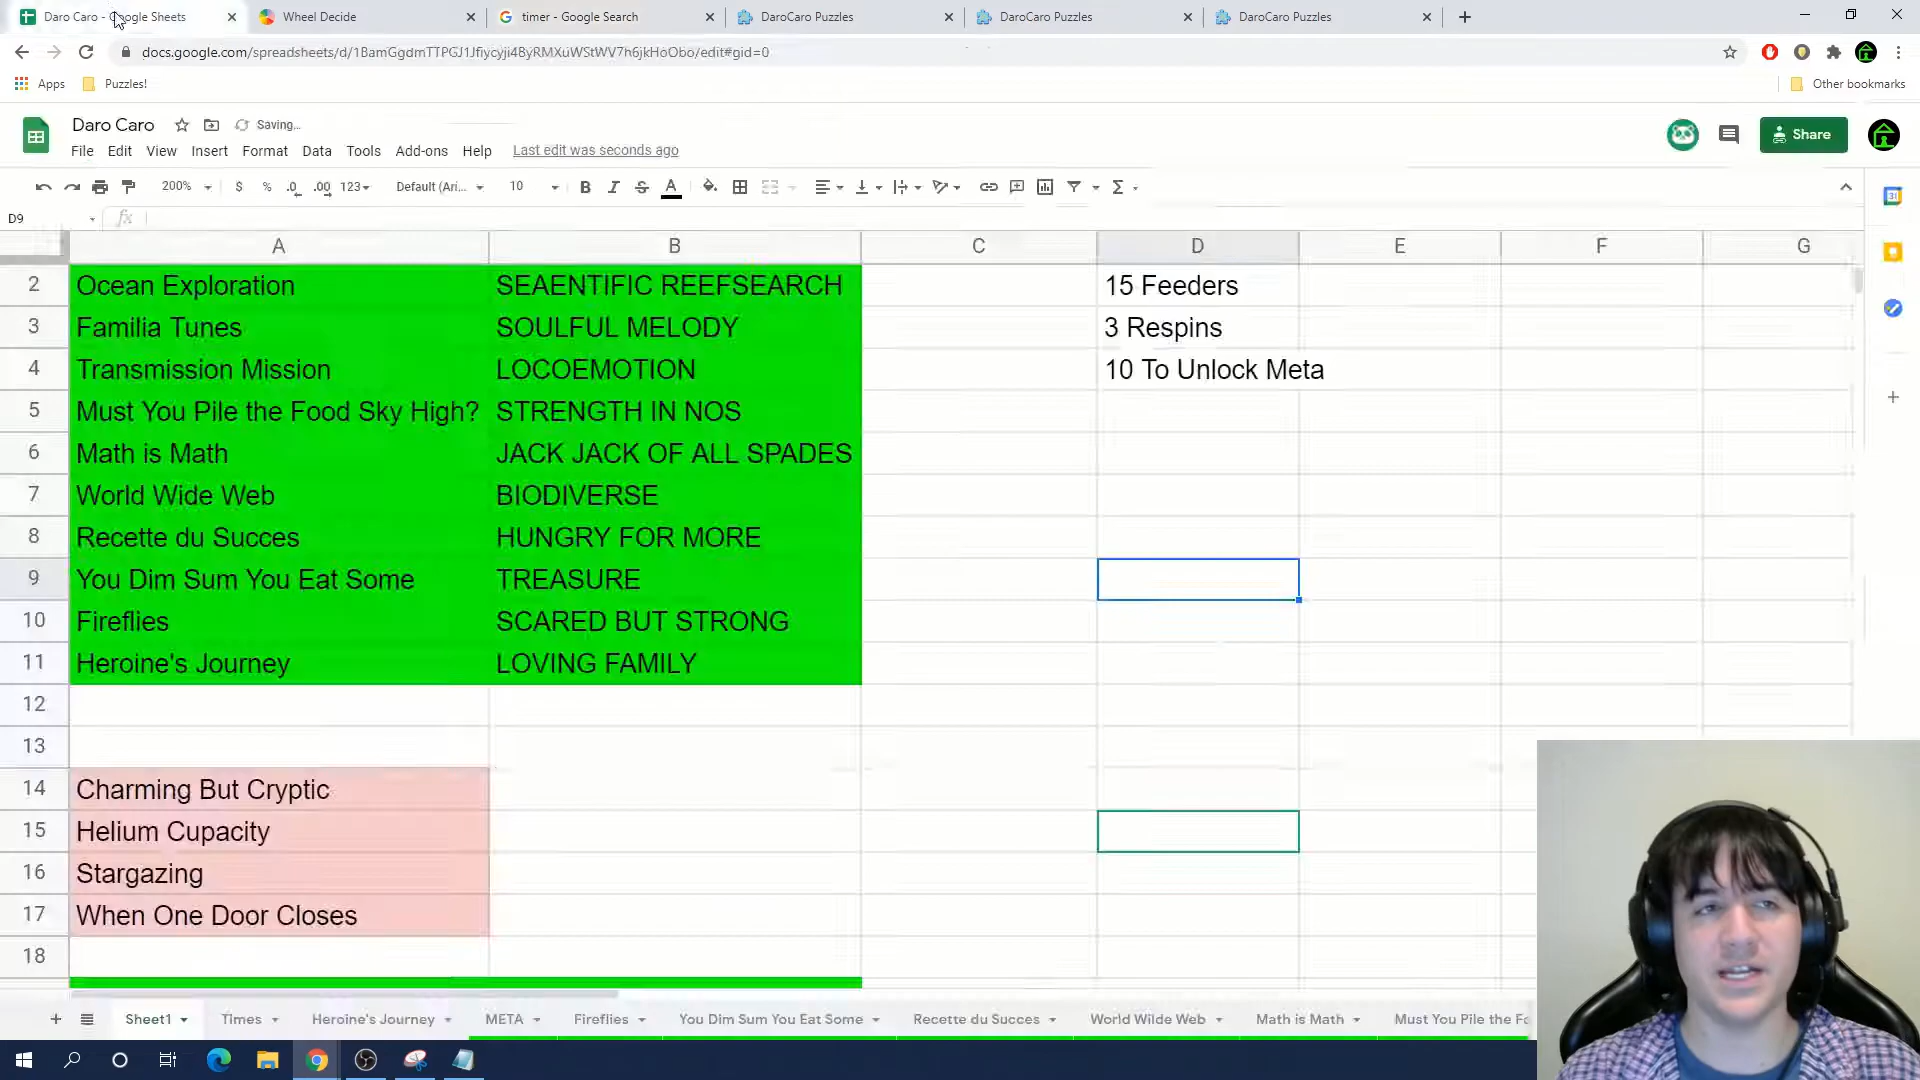 Daro Caro - Google Sheets
Wheel Decide
timer - Google Search
DaroCaro Puzzles
DaroCaro Puzzles
DaroCaro Puzzles
docs.google.com/spreadsheets/d/1BamGgdmTTPGJ1Jfiycyji4ByRMXuWStWV7h6jkHoObo/edit#gid=0
Apps
Puzzles!
Other bookmarks
Daro Caro
Saving...
File Edit View Insert Format Data Tools Add-ons Help
Last edit was seconds ago
Share
200% $ % .0 .00 123 Default (Ari... 10 B I S A
D9 fx
A B C D E F G
2 Ocean Exploration SEAENTIFIC REEFSEARCH 15 Feeders
3 Familia Tunes SOULFUL MELODY 3 Respins
4 Transmission Mission LOCOEMOTION 10 To Unlock Meta
5 Must You Pile the Food Sky High? STRENGTH IN NOS
6 Math is Math JACK JACK OF ALL SPADES
7 World Wide Web BIODIVERSE
8 Recette du Succes HUNGRY FOR MORE
9 You Dim Sum You Eat Some TREASURE
10 Fireflies SCARED BUT STRONG
11 Heroine's Journey LOVING FAMILY
12
13
14 Charming But Cryptic
15 Helium Cupacity
16 Stargazing
17 When One Door Closes
18
Sheet1 Times Heroine's Journey META Fireflies You Dim Sum You Eat Some Recette du Succes World Wilde Web Math is Math Must You Pile the Fo